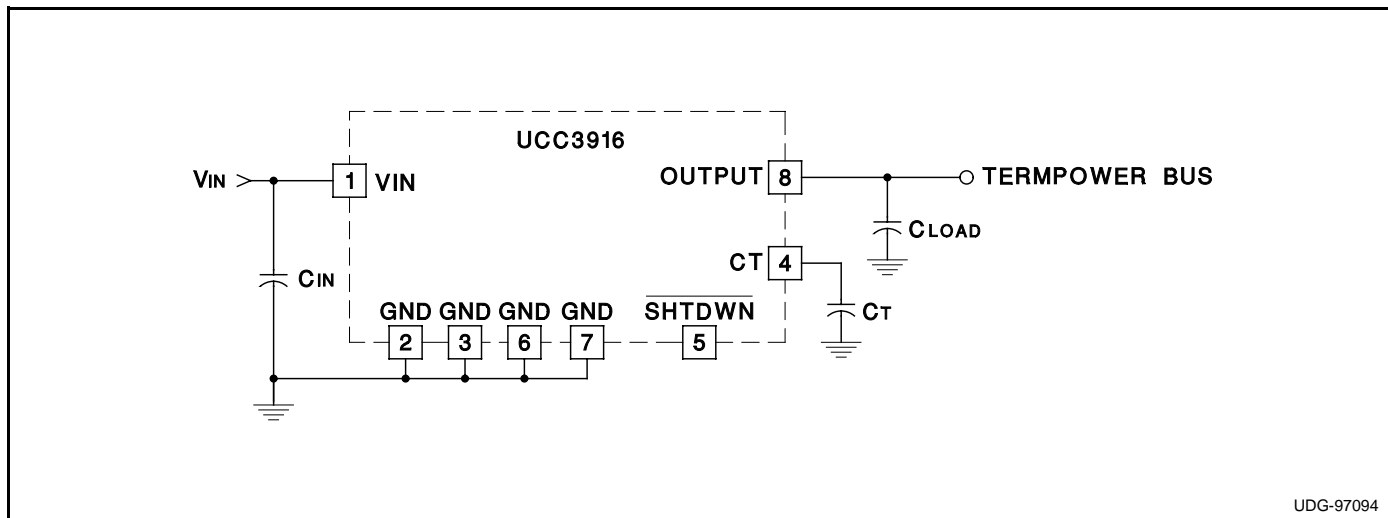 UCC3916
VIN
1
VIN
OUTPUT
8
TERMPOWER BUS
CLOAD
CT
4
CT
CIN
GND GND GND GND
SHTDWN
2
3
6
7
5
UDG-97094